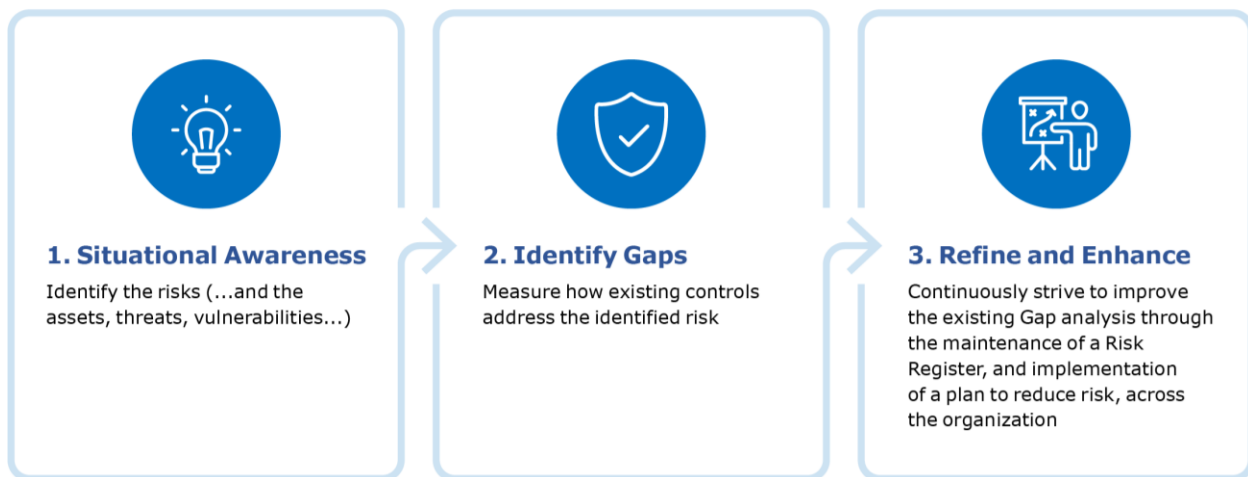 1. Situational Awareness
Identify the risks (...and the
assets, threats, vulnerabilities...)
2. Identify Gaps
Measure how existing controls
address the identified risk
3. Refine and Enhance
Continuously strive to improve
the existing Gap analysis through
the maintenance of a Risk
Register, and implementation
of a plan to reduce risk, across
the organization